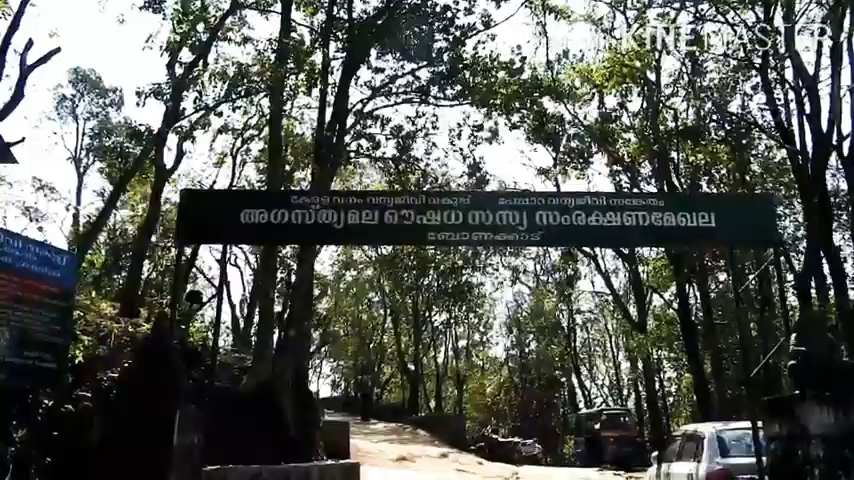 KINEMASTER
കേരള വനം വന്യജീവി വകുപ്പ് പേപ്പാറ വന്യജീവി സങ്കേതം
അഗസ്ത്യമല ഔഷധ സസ്യ സംരക്ഷണമേഖല
ബോണക്കാട്